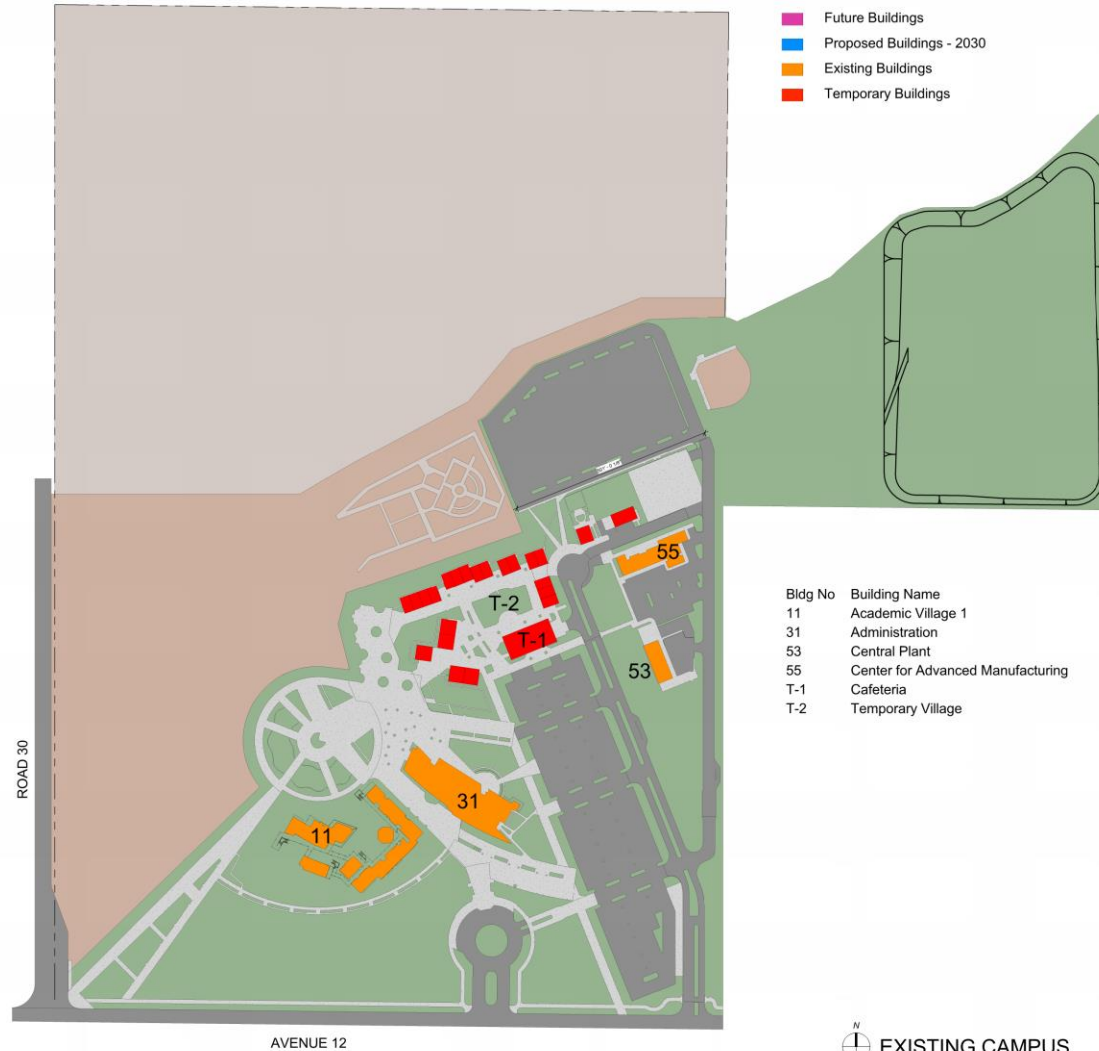 Future Buildings
Proposed Buildings - 2030
Existing Buildings
Temporary Buildings
55
T-2
T-1
53
31
11
ROAD 30
AVENUE 12
Bldg No Building Name
11 Academic Village 1
31 Administration
53 Central Plant
55 Center for Advanced Manufacturing
T-1 Cafeteria
T-2 Temporary Village
N
EXISTING CAMPUS